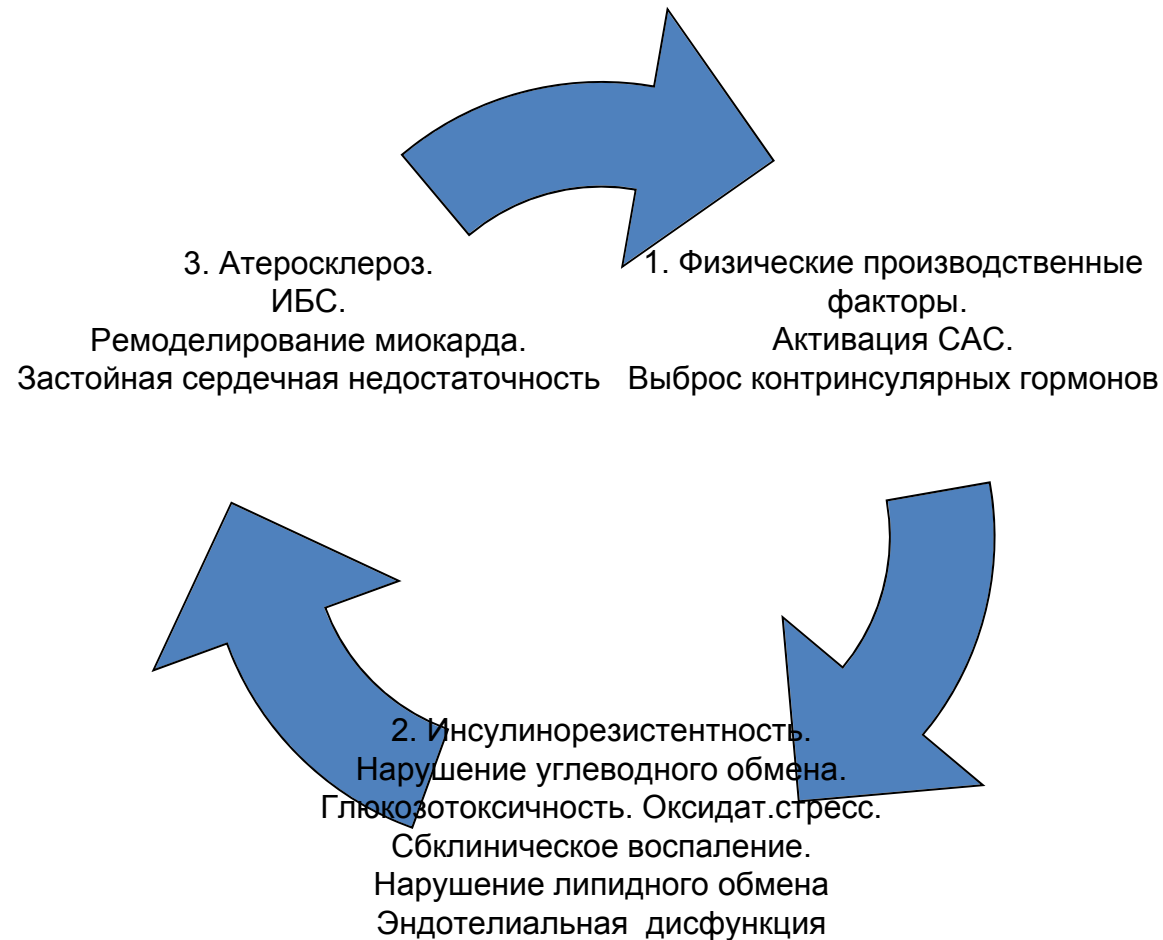 3. Атеросклероз.
ИБС.
Ремоделирование миокарда.
Застойная сердечная недостаточность
1. Физические производственные
факторы.
Активация САС.
Выброс контринсулярных гормонов
2. Инсулинорезистентность.
Нарушение углеводного обмена.
Глюкозотоксичность. Оксидат.стресс.
Сбклиническое воспаление.
Нарушение липидного обмена
Эндотелиальная  дисфункция